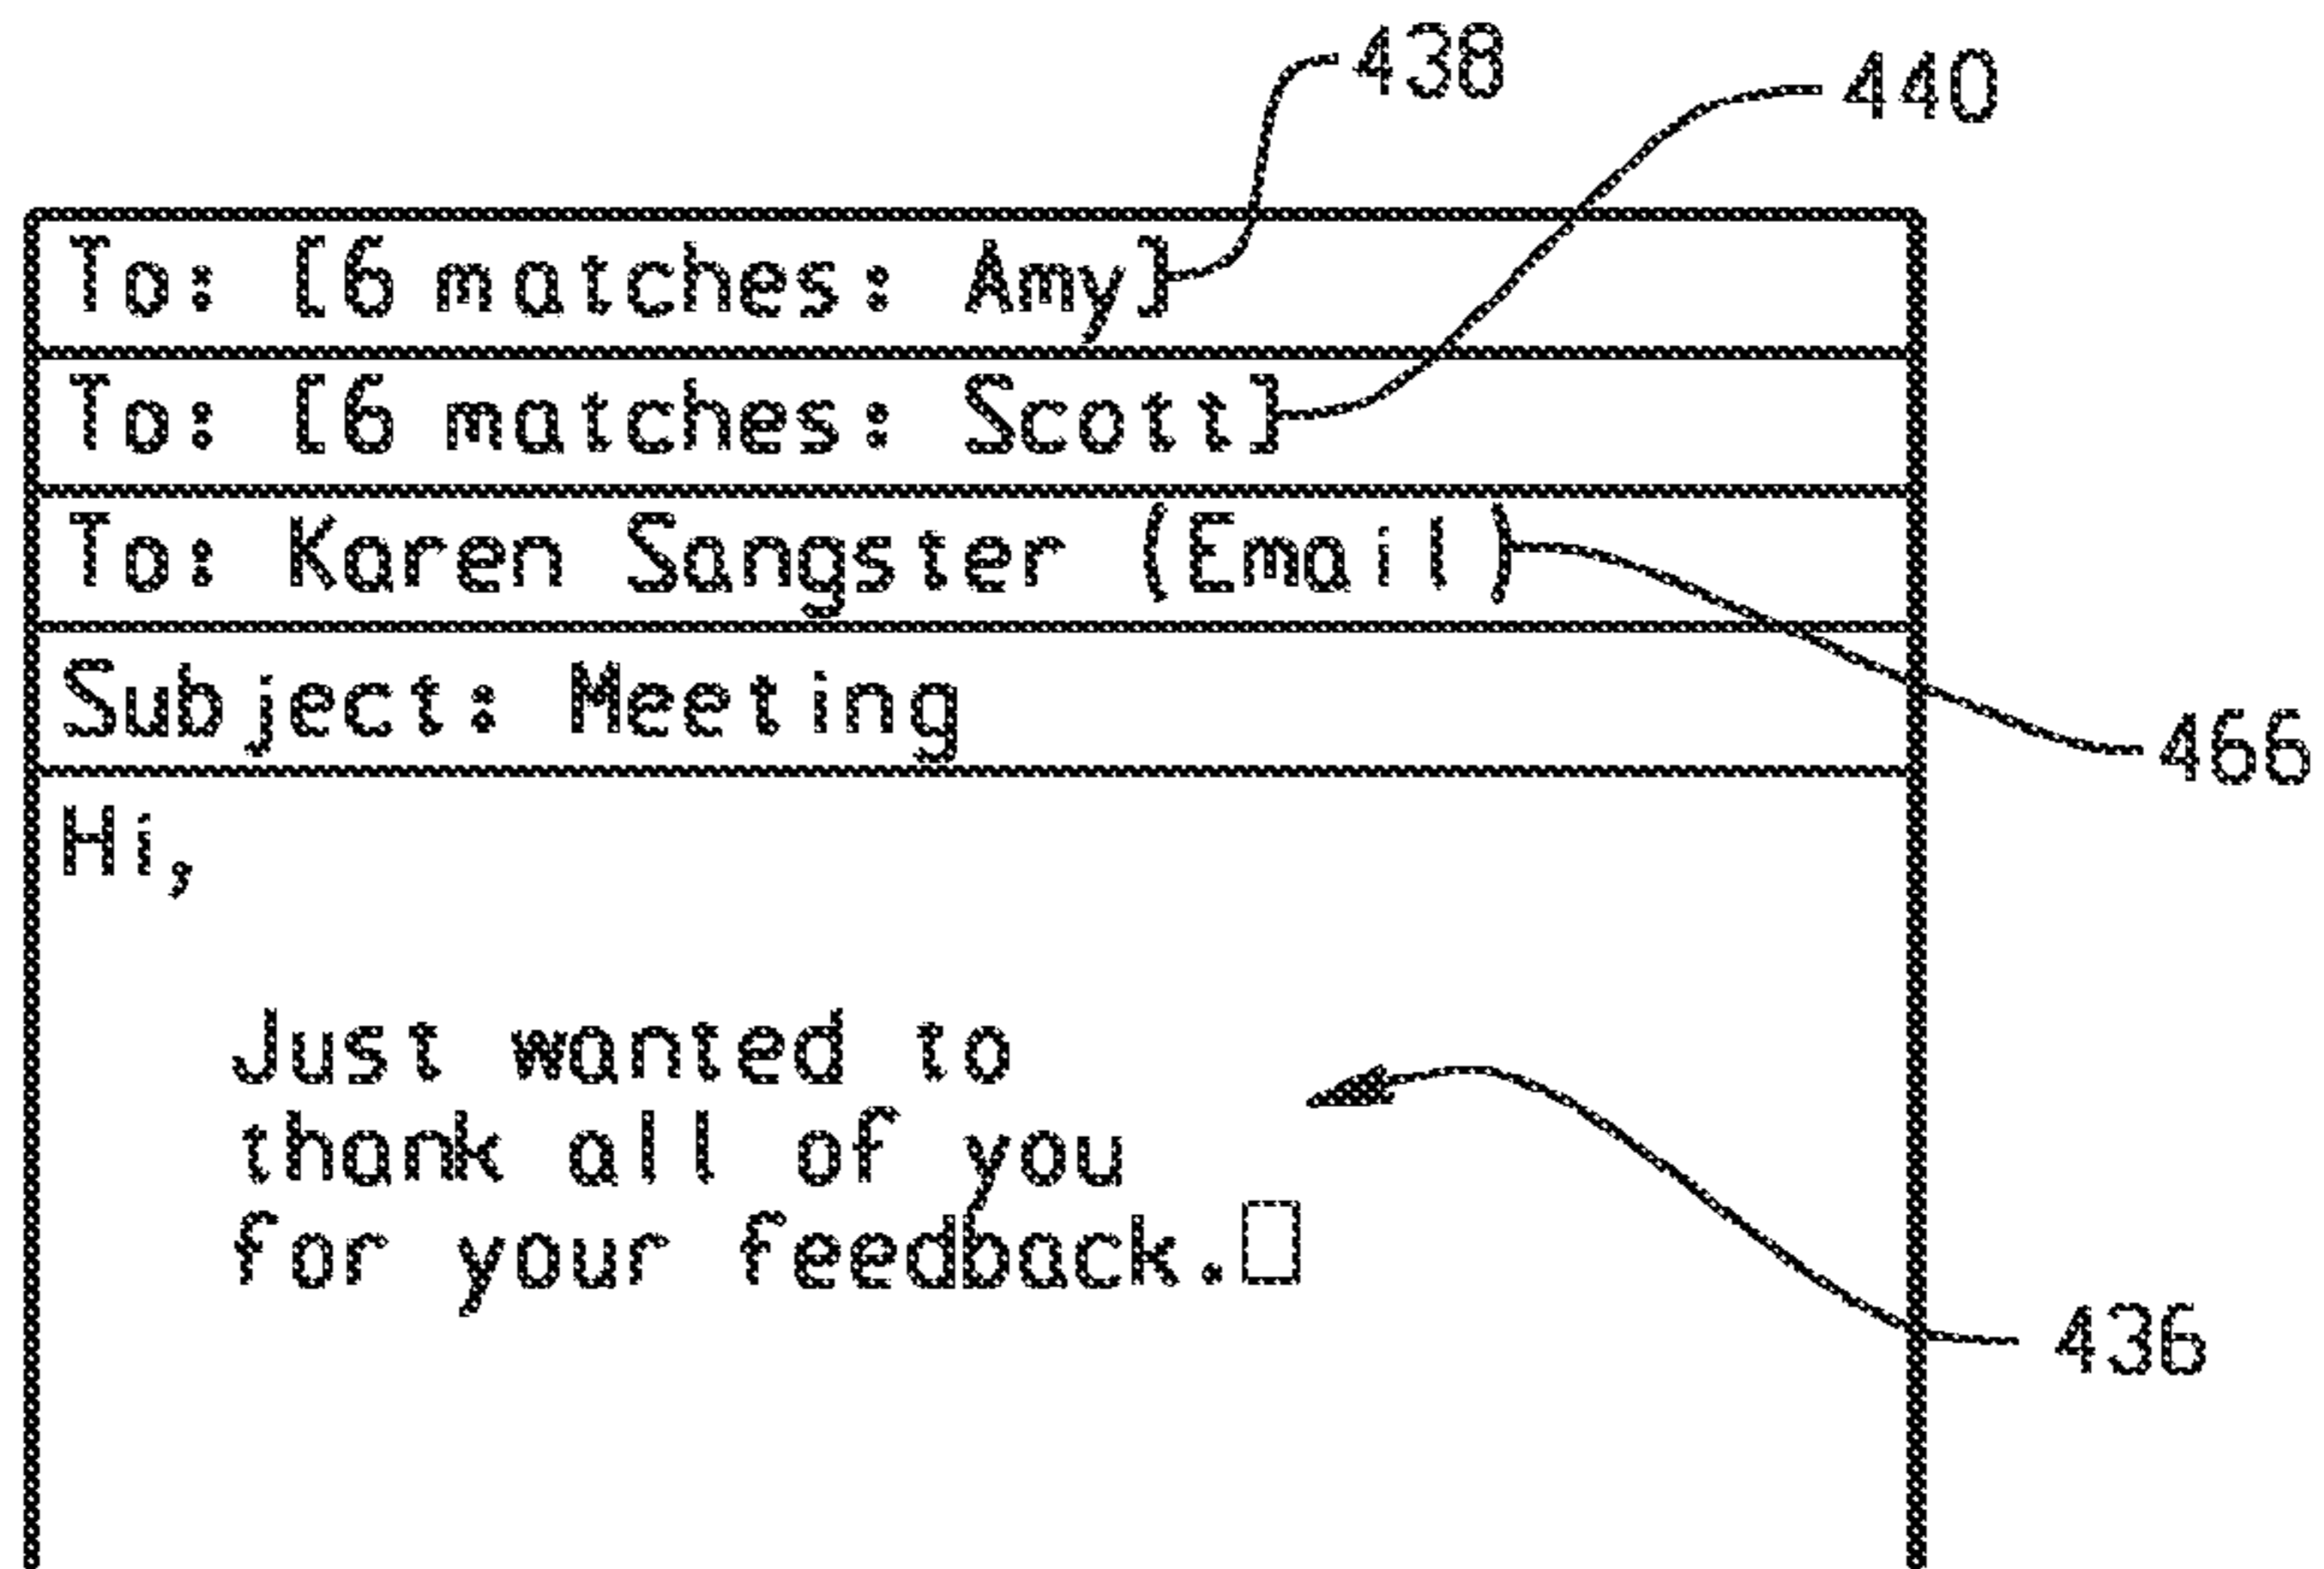 438
440
To: [6 matches: Amy]
To: [6 matches: Scott]
To: Karen Sangster (Email)
466
Subject: Meeting
Hi,
Just wanted to
thank all of you
for your feedback.
436